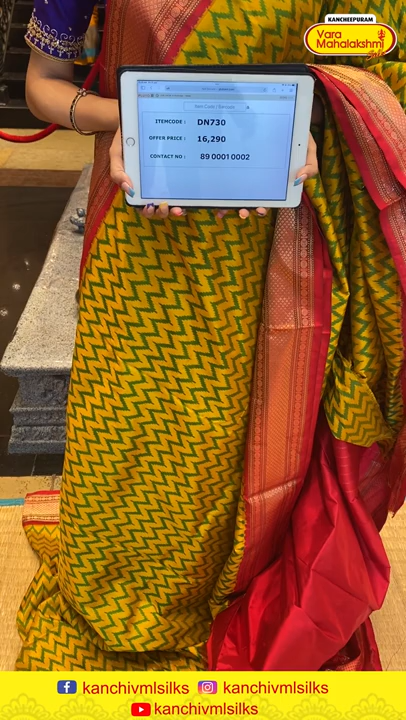 KANCHEEPURAM
Vara
Mahalakshmi
Silks
Item Code / Barcode
ITEMCODE : DN730
OFFER PRICE : 16,290
CONTACT NO : 89 0001 0002
kanchivmlsilks kanchivmlsilks
kanchivmlsilks